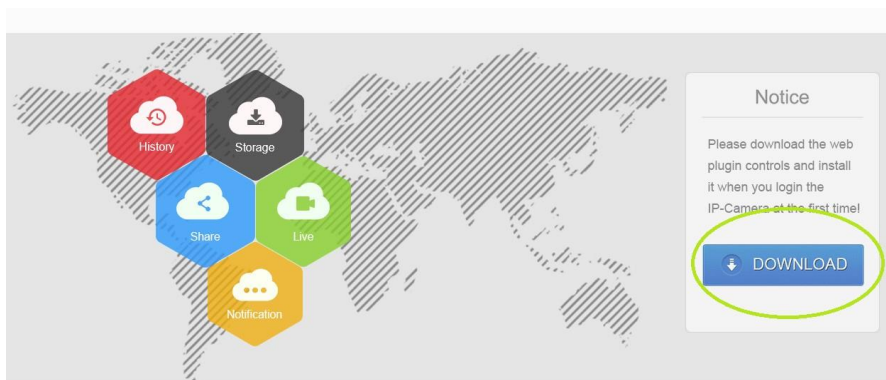 History
Storage
Share
Live
Notification
Notice
Please download the web
plugin controls and install
it when you login the
IP-Camera at the first time!
DOWNLOAD